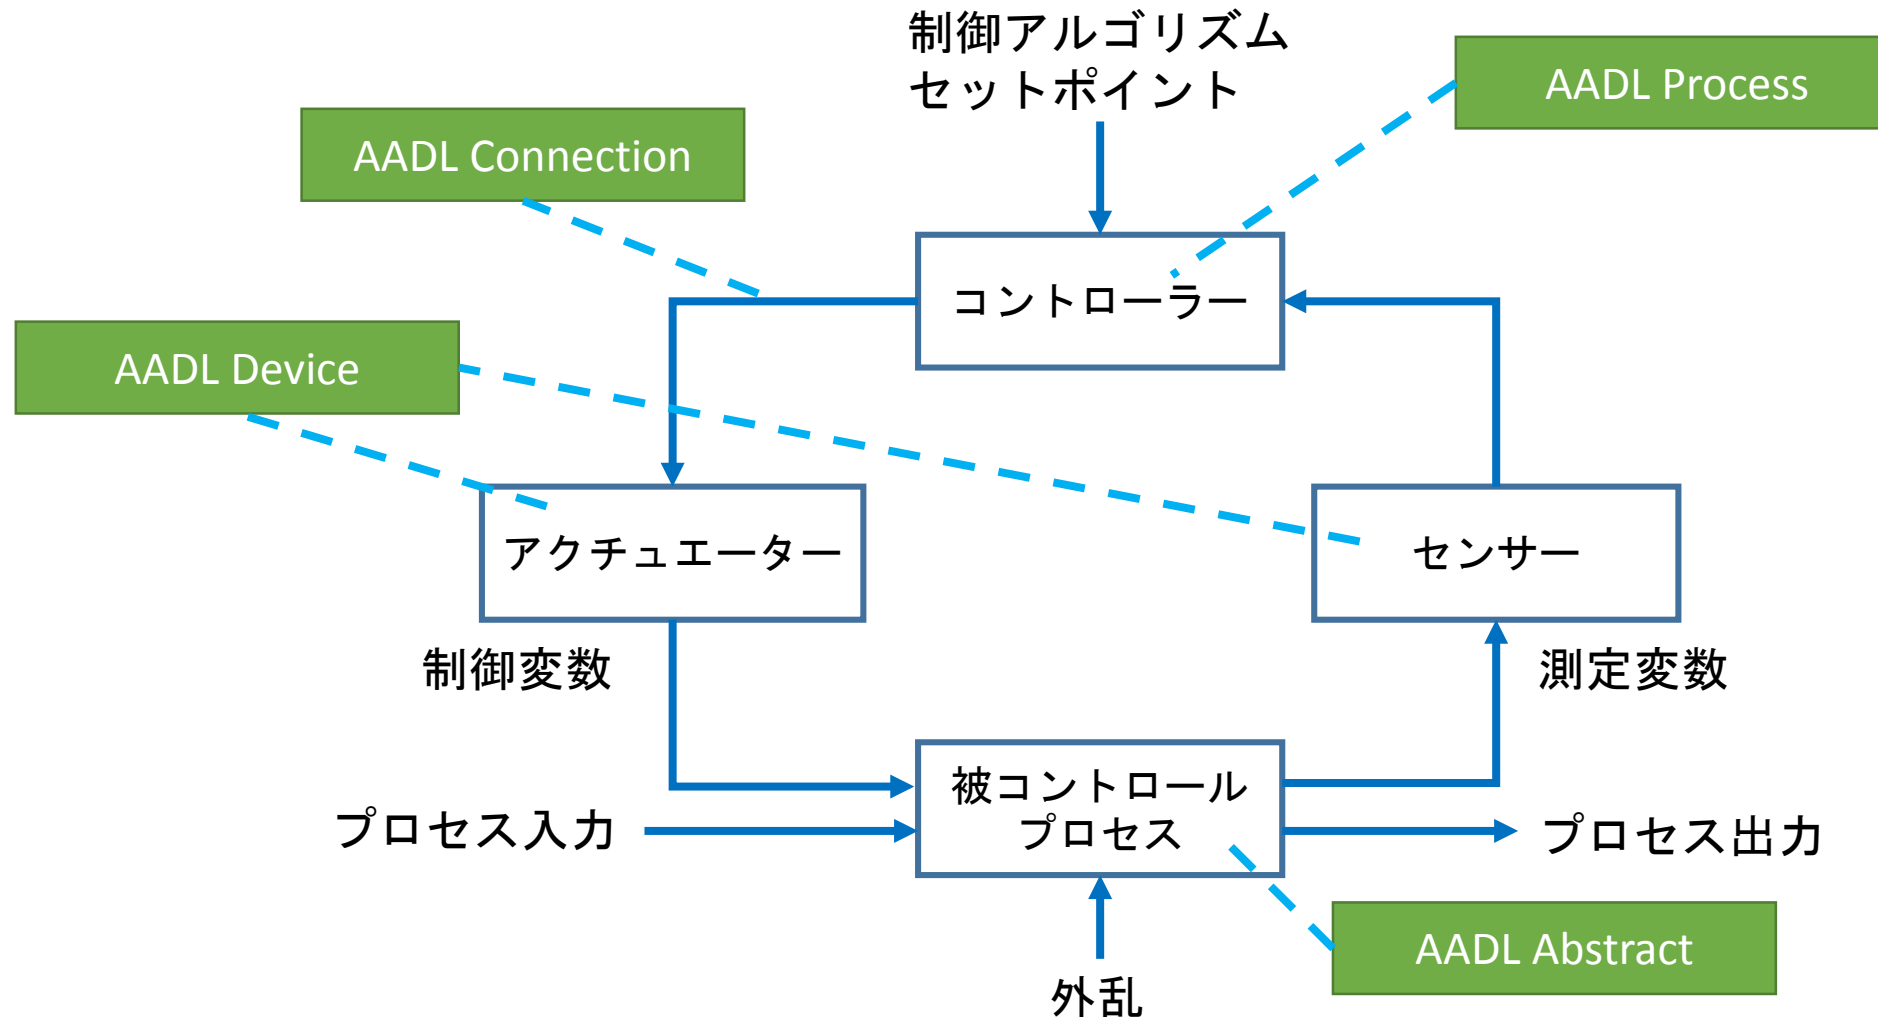 制御アルゴリズム
セットポイント
AADL Process
AADL Connection
コントローラー
AADL Device
アクチュエーター
センサー
制御変数
測定変数
被コントロール
プロセス
プロセス入力
プロセス出力
AADL Abstract
外乱